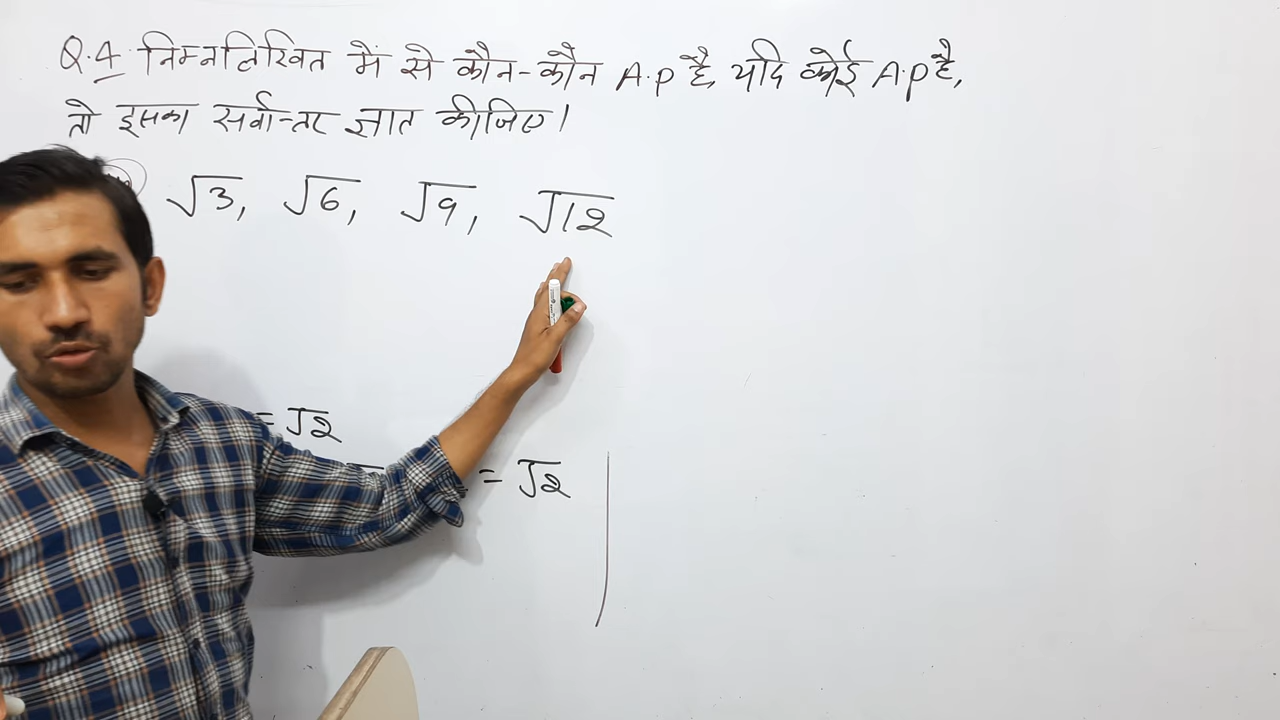 Q.4 निम्नलिखित में से कौन-कौन A.P है, यदि कोई A.P है,
तो इसका सर्वान्तर ज्ञात कीजिए।
√3, √6, √9, √12
= √2
= √2